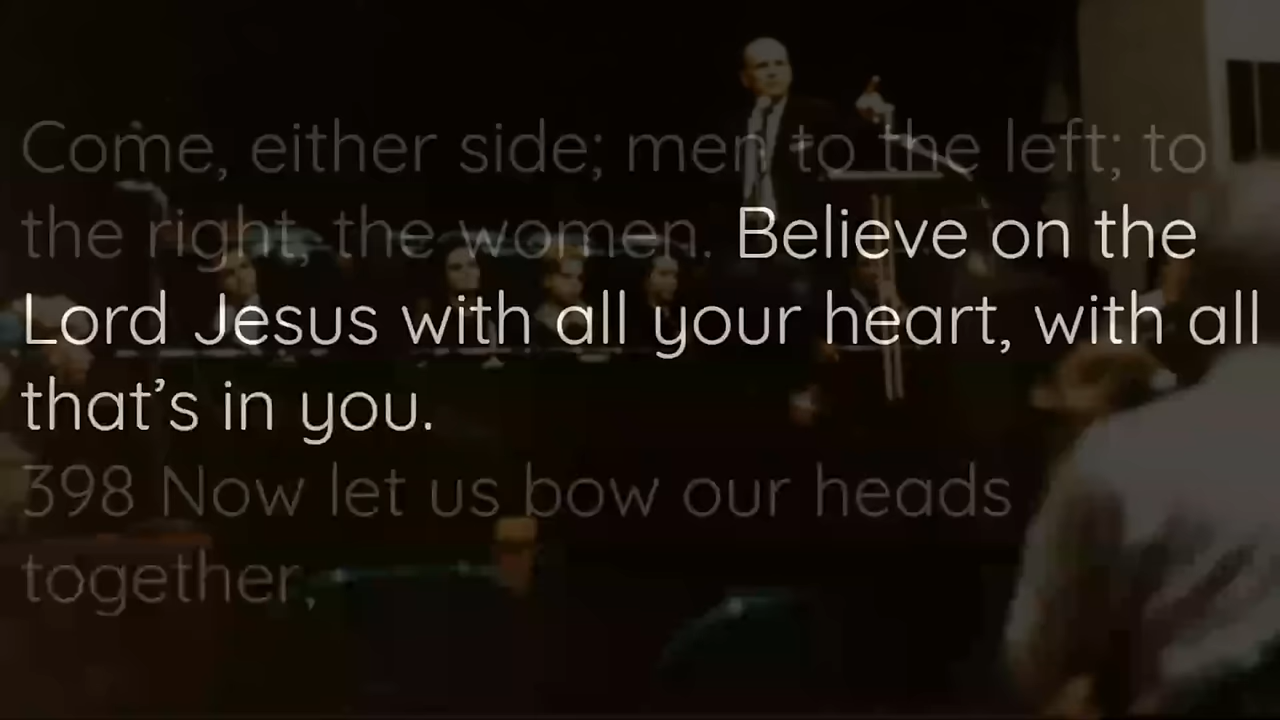 Come, either side; men to the left; to
the right, the women. Believe on the
Lord Jesus with all your heart, with all
that’s in you.
398 Now let us bow our heads
together,